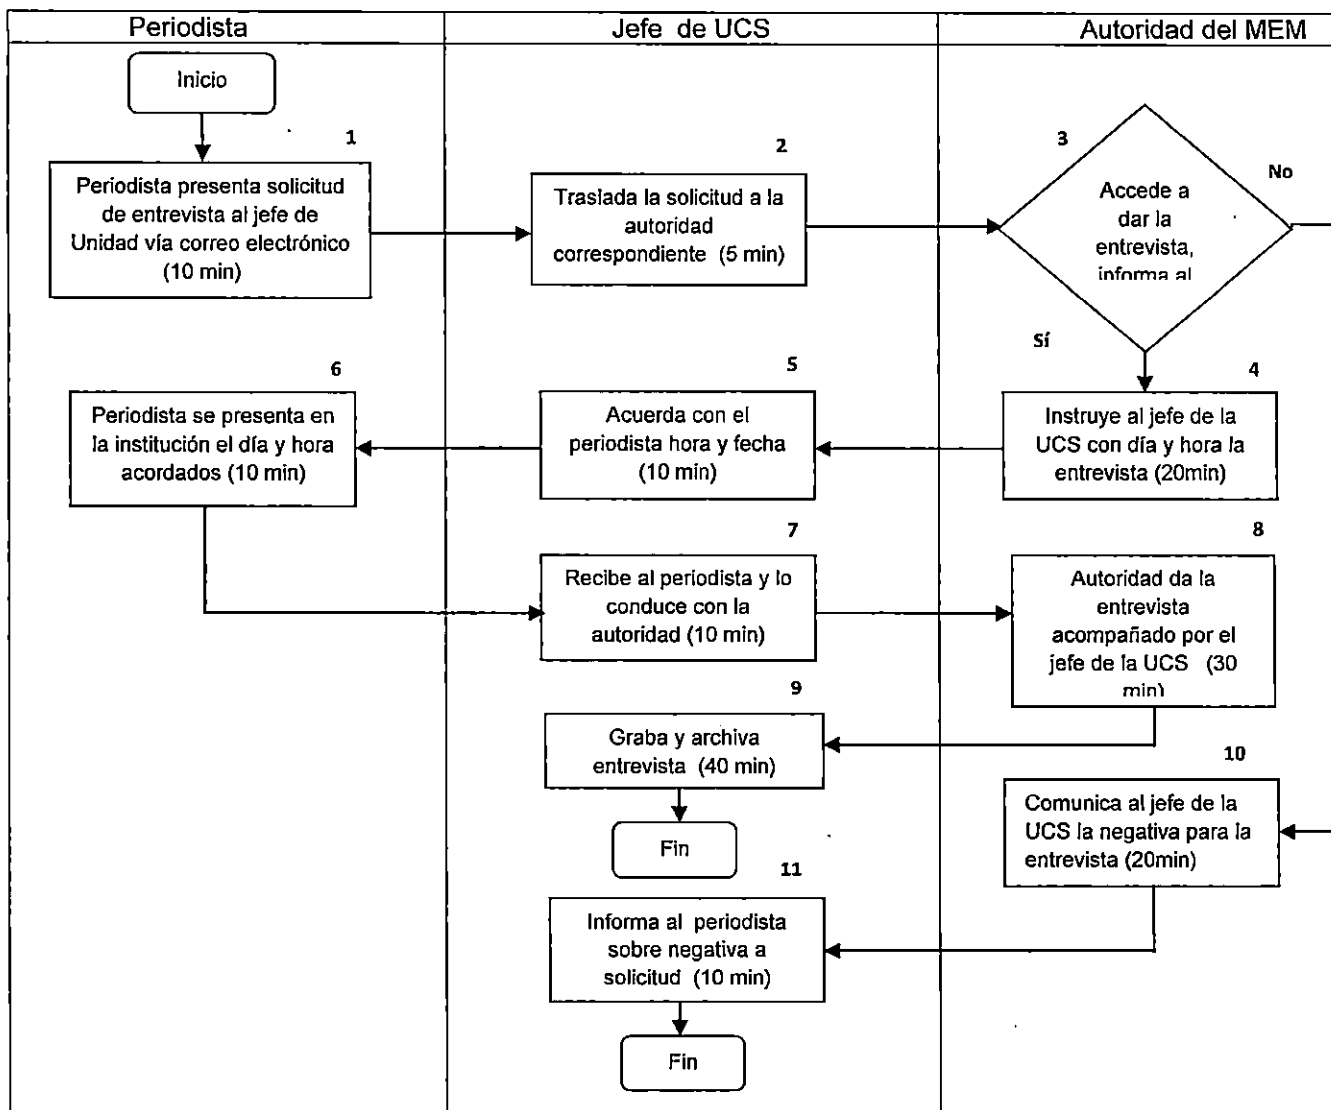 Periodista
Jefe de UCS
Autoridad del MEM
Inicio
1
Periodista presenta solicitud
de entrevista al jefe de
Unidad vía correo electrónico
(10 min)
2
Traslada la solicitud a la
autoridad
correspondiente (5 min)
3
Accede a
dar la
entrevista,
informa al
No
Sí
6
Periodista se presenta en
la institución el día y hora
acordados (10 min)
5
Acuerda con el
periodista hora y fecha
(10 min)
4
Instruye al jefe de la
UCS con día y hora la
entrevista (20min)
7
Recibe al periodista y lo
conduce con la
autoridad (10 min)
8
Autoridad da la
entrevista
acompañado por el
jefe de la UCS (30
min)
9
Graba y archiva
entrevista (40 min)
Fin
10
Comunica al jefe de la
UCS la negativa para la
entrevista (20min)
11
Informa al periodista
sobre negativa a
solicitud (10 min)
Fin